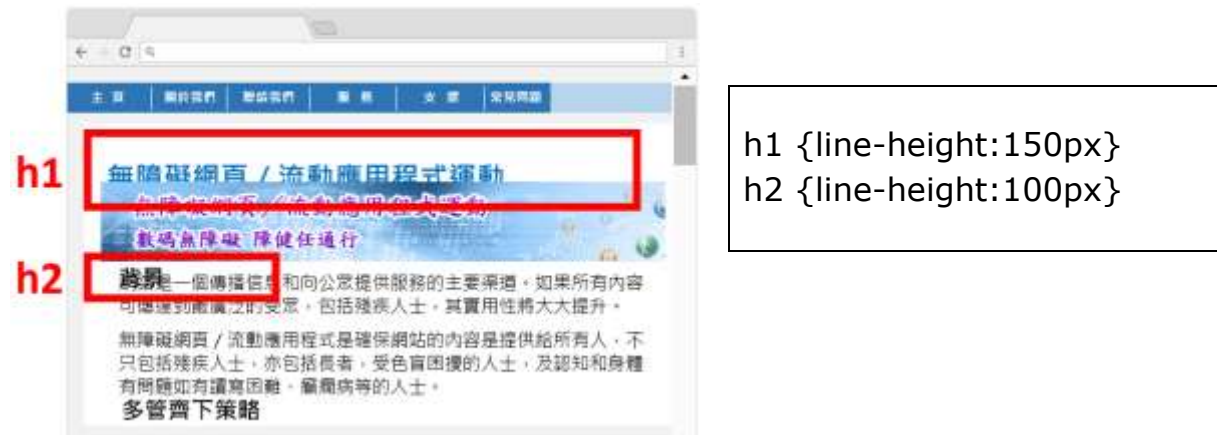 主 頁 關於我們 聯絡我們 服 務 支 援 常見問題
h1
無障礙網頁 / 流動應用程式運動
無障礙網頁/流動應用程式運動
數碼無障礙 障健任通行
h2
背景
是一個傳播信息和向公眾提供服務的主要渠道。如果所有內容
可傳達到最廣泛的受眾，包括殘疾人士，其實用性將大大提升。
無障礙網頁 / 流動應用程式是確保網站的內容是提供給所有人，不
只包括殘疾人士，亦包括長者，受色盲困擾的人士，及認知和身體
有問題如有讀寫困難、癲癇病等的人士。
多管齊下策略
h1 {line-height:150px}
h2 {line-height:100px}